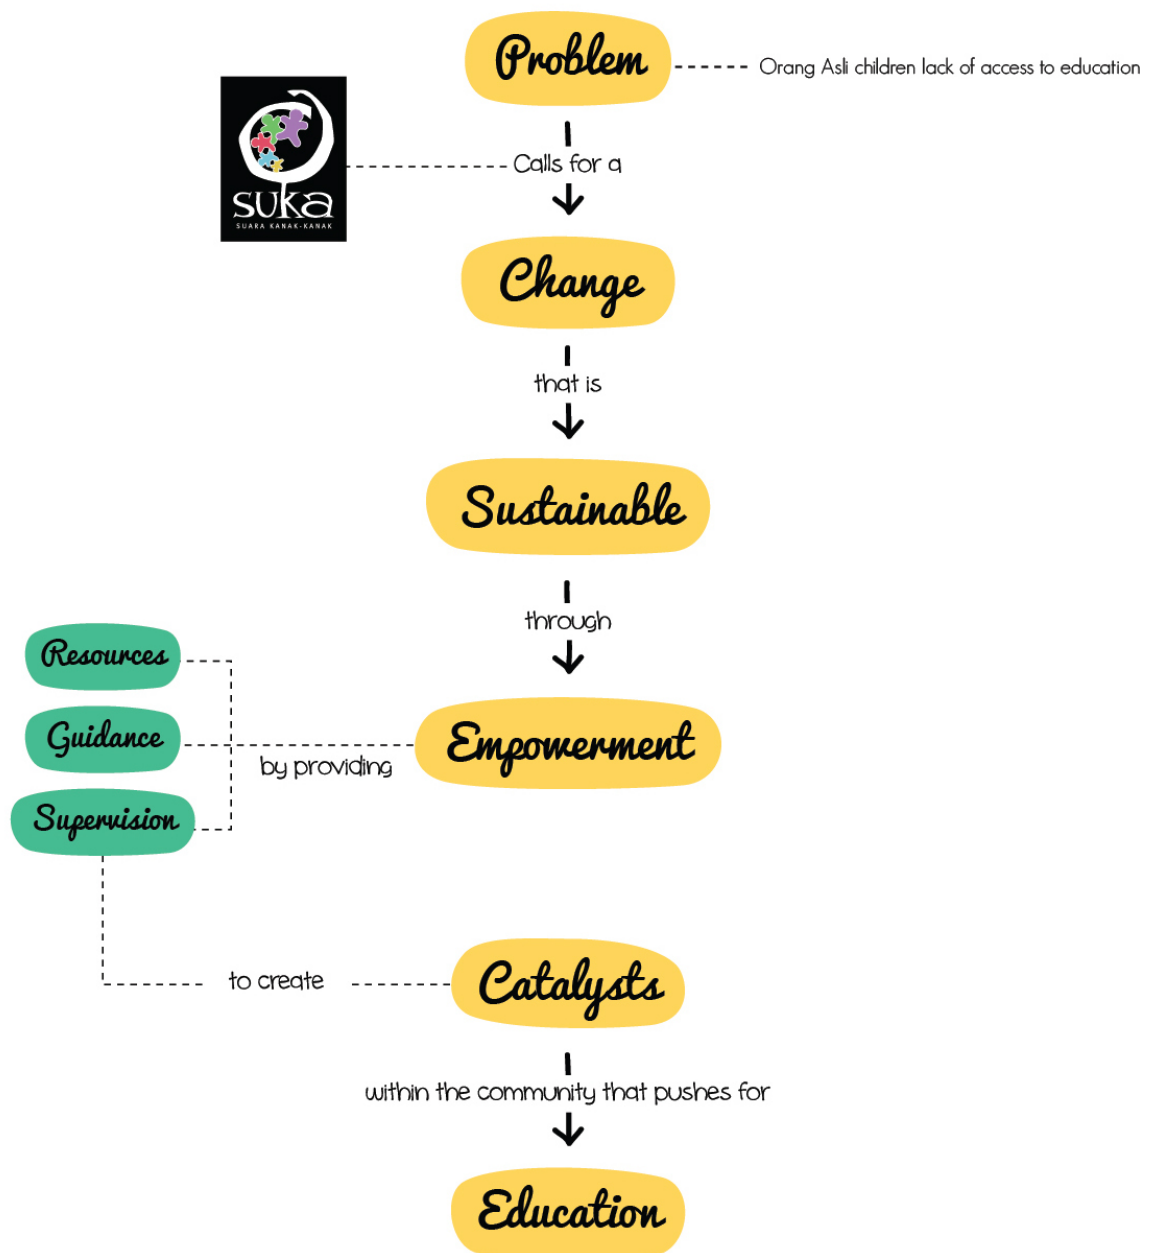 Problem
Orang Asli children lack of access to education
suka
SUARA KANAK-KANAK
Calls for a
Change
that is
Sustainable
through
Resources
Guidance
Supervision
by providing
Empowerment
to create
Catalysts
within the community that pushes for
Education